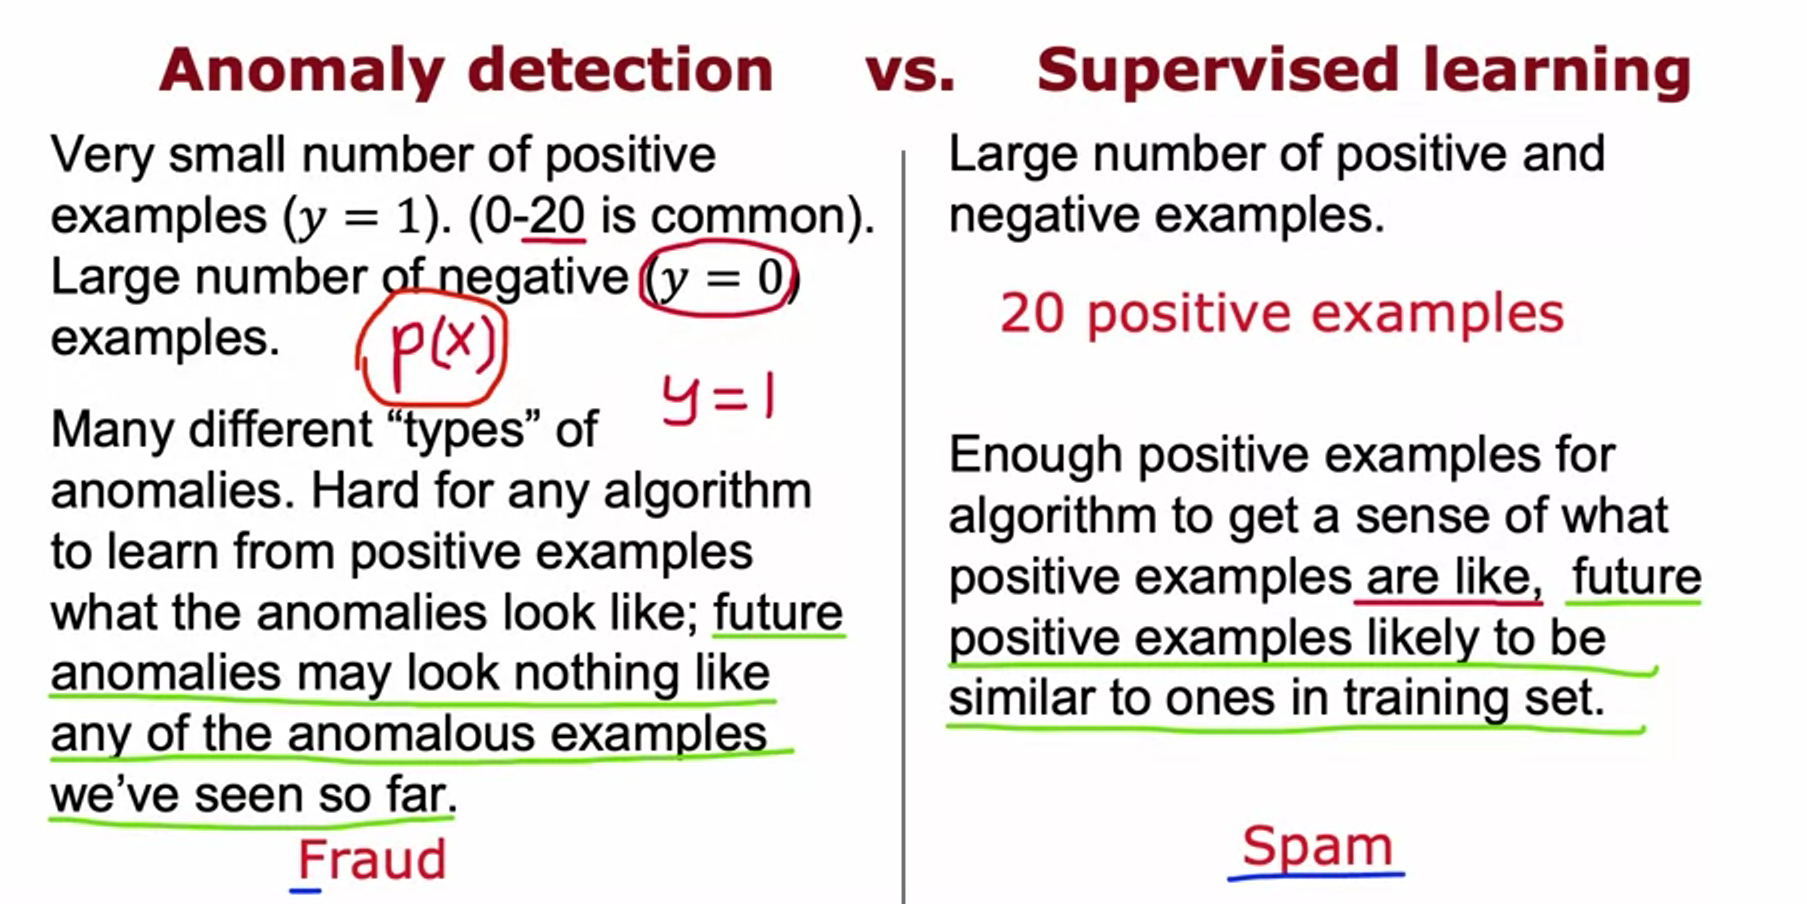 Anomaly detection vs. Supervised learning
Very small number of positive
examples (y = 1). (0-20 is common).
Large number of negative (y = 0)
examples.
p(x)
y=1
Many different “types” of
anomalies. Hard for any algorithm
to learn from positive examples
what the anomalies look like; future
anomalies may look nothing like
any of the anomalous examples
we’ve seen so far.
Fraud
Large number of positive and
negative examples.
20 positive examples
Enough positive examples for
algorithm to get a sense of what
positive examples are like, future
positive examples likely to be
similar to ones in training set.
Spam